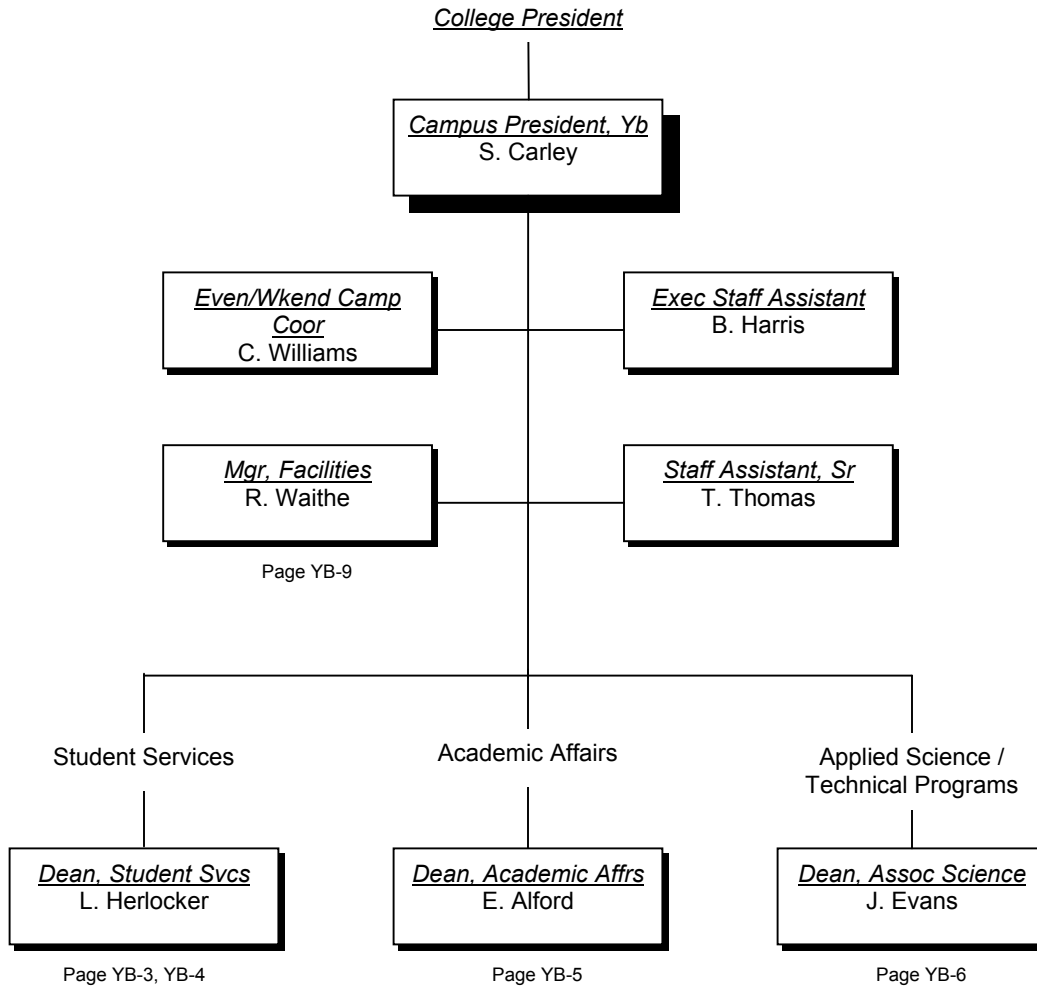 College President
Campus President, Yb
S. Carley
Even/Wkend Camp
Coor
C. Williams
Exec Staff Assistant
B. Harris
Mgr, Facilities
R. Waithe
Staff Assistant, Sr
T. Thomas
Page YB-9
Student Services
Academic Affairs
Applied Science /
Technical Programs
Dean, Student Svcs
L. Herlocker
Dean, Academic Affrs
E. Alford
Dean, Assoc Science
J. Evans
Page YB-3, YB-4
Page YB-5
Page YB-6